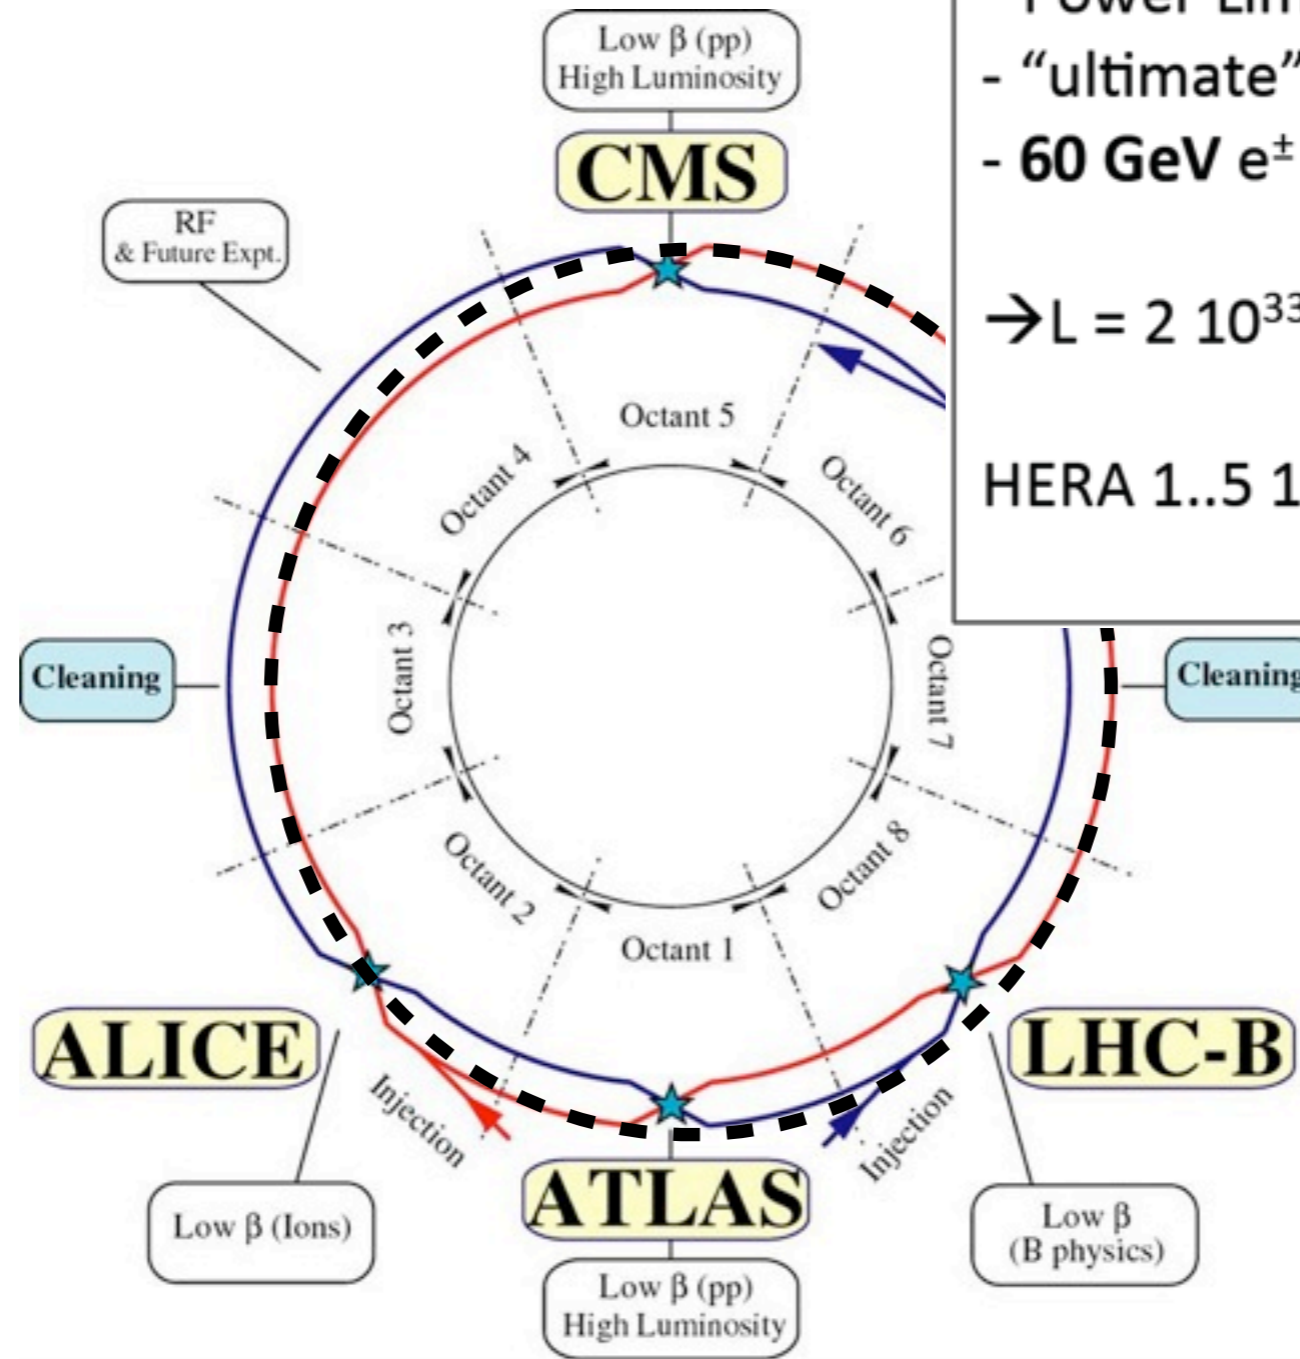 Low β (pp)
High Luminosity
CMS
- "ultimate"
- 60 GeV e±
→L = 2 10³³
HERA 1..5 1
RF
& Future Expt.
Octant 5
Octant 4
Octant 6
Octant 3
Octant 7
Cleaning
Cleaning
Octant 2
Octant 8
Octant 1
ALICE
LHC-B
Injection
Injection
ATLAS
Low β (Ions)
Low β
(B physics)
Low β (pp)
High Luminosity